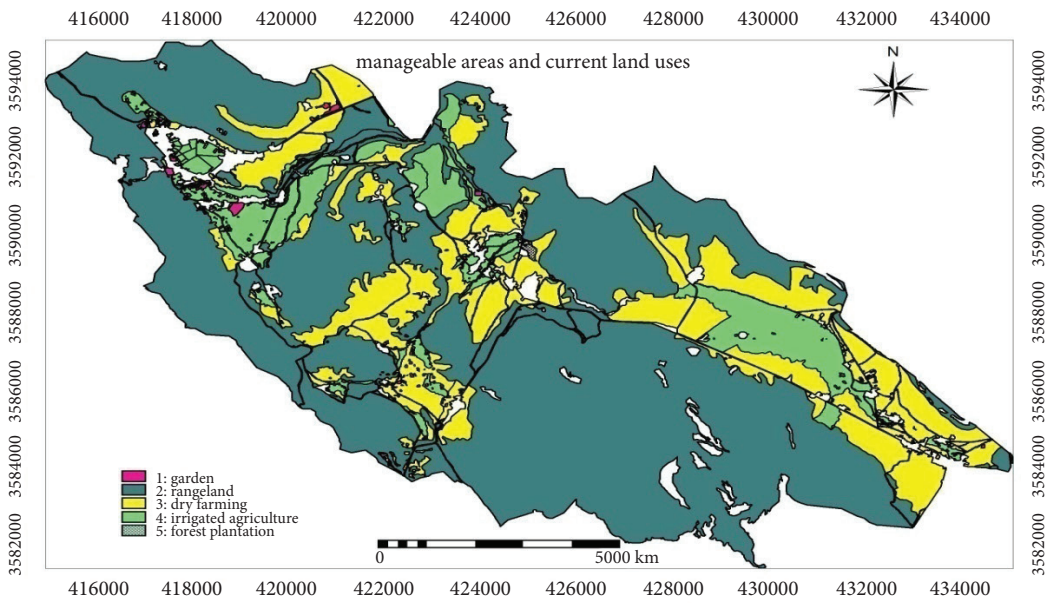 416000 418000 420000 422000 424000 426000 428000 430000 432000 434000
manageable areas and current land uses
N
3594000 3594000
3592000 3592000
3590000 3590000
3588000 3588000
3586000 3586000
3584000 3584000
3582000 3582000
1: garden
2: rangeland
3: dry farming
4: irrigated agriculture
5: forest plantation
0 5000 km
416000 418000 420000 422000 424000 426000 428000 430000 432000 434000